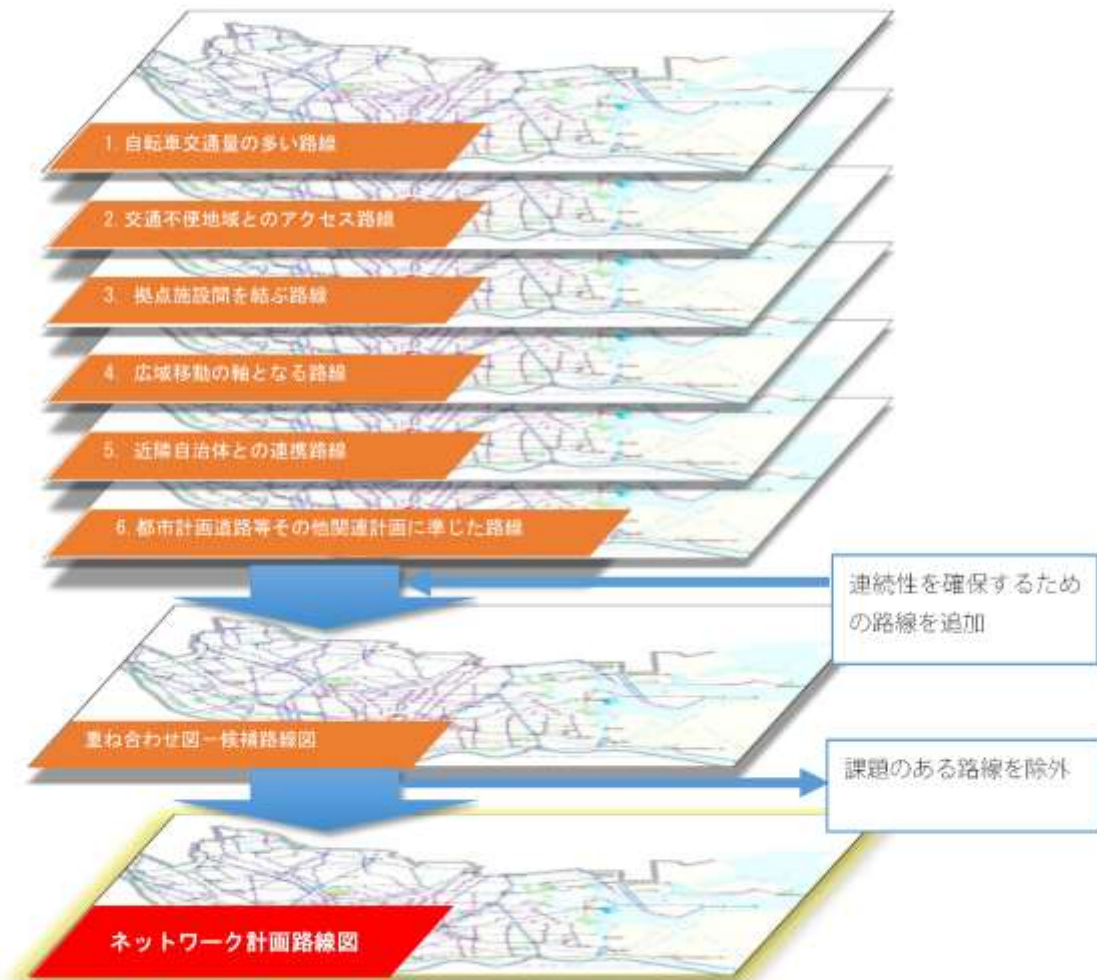 1. 自転車交通量の多い路線
2. 交通不便地域とのアクセス路線
3. 拠点施設間を結ぶ路線
4. 広域移動の軸となる路線
5. 近隣自治体との連携路線
6. 都市計画道路等その他関連計画に準じた路線
連続性を確保するため
の路線を追加
重ね合わせ図－候補路線図
課題のある路線を除外
ネットワーク計画路線図